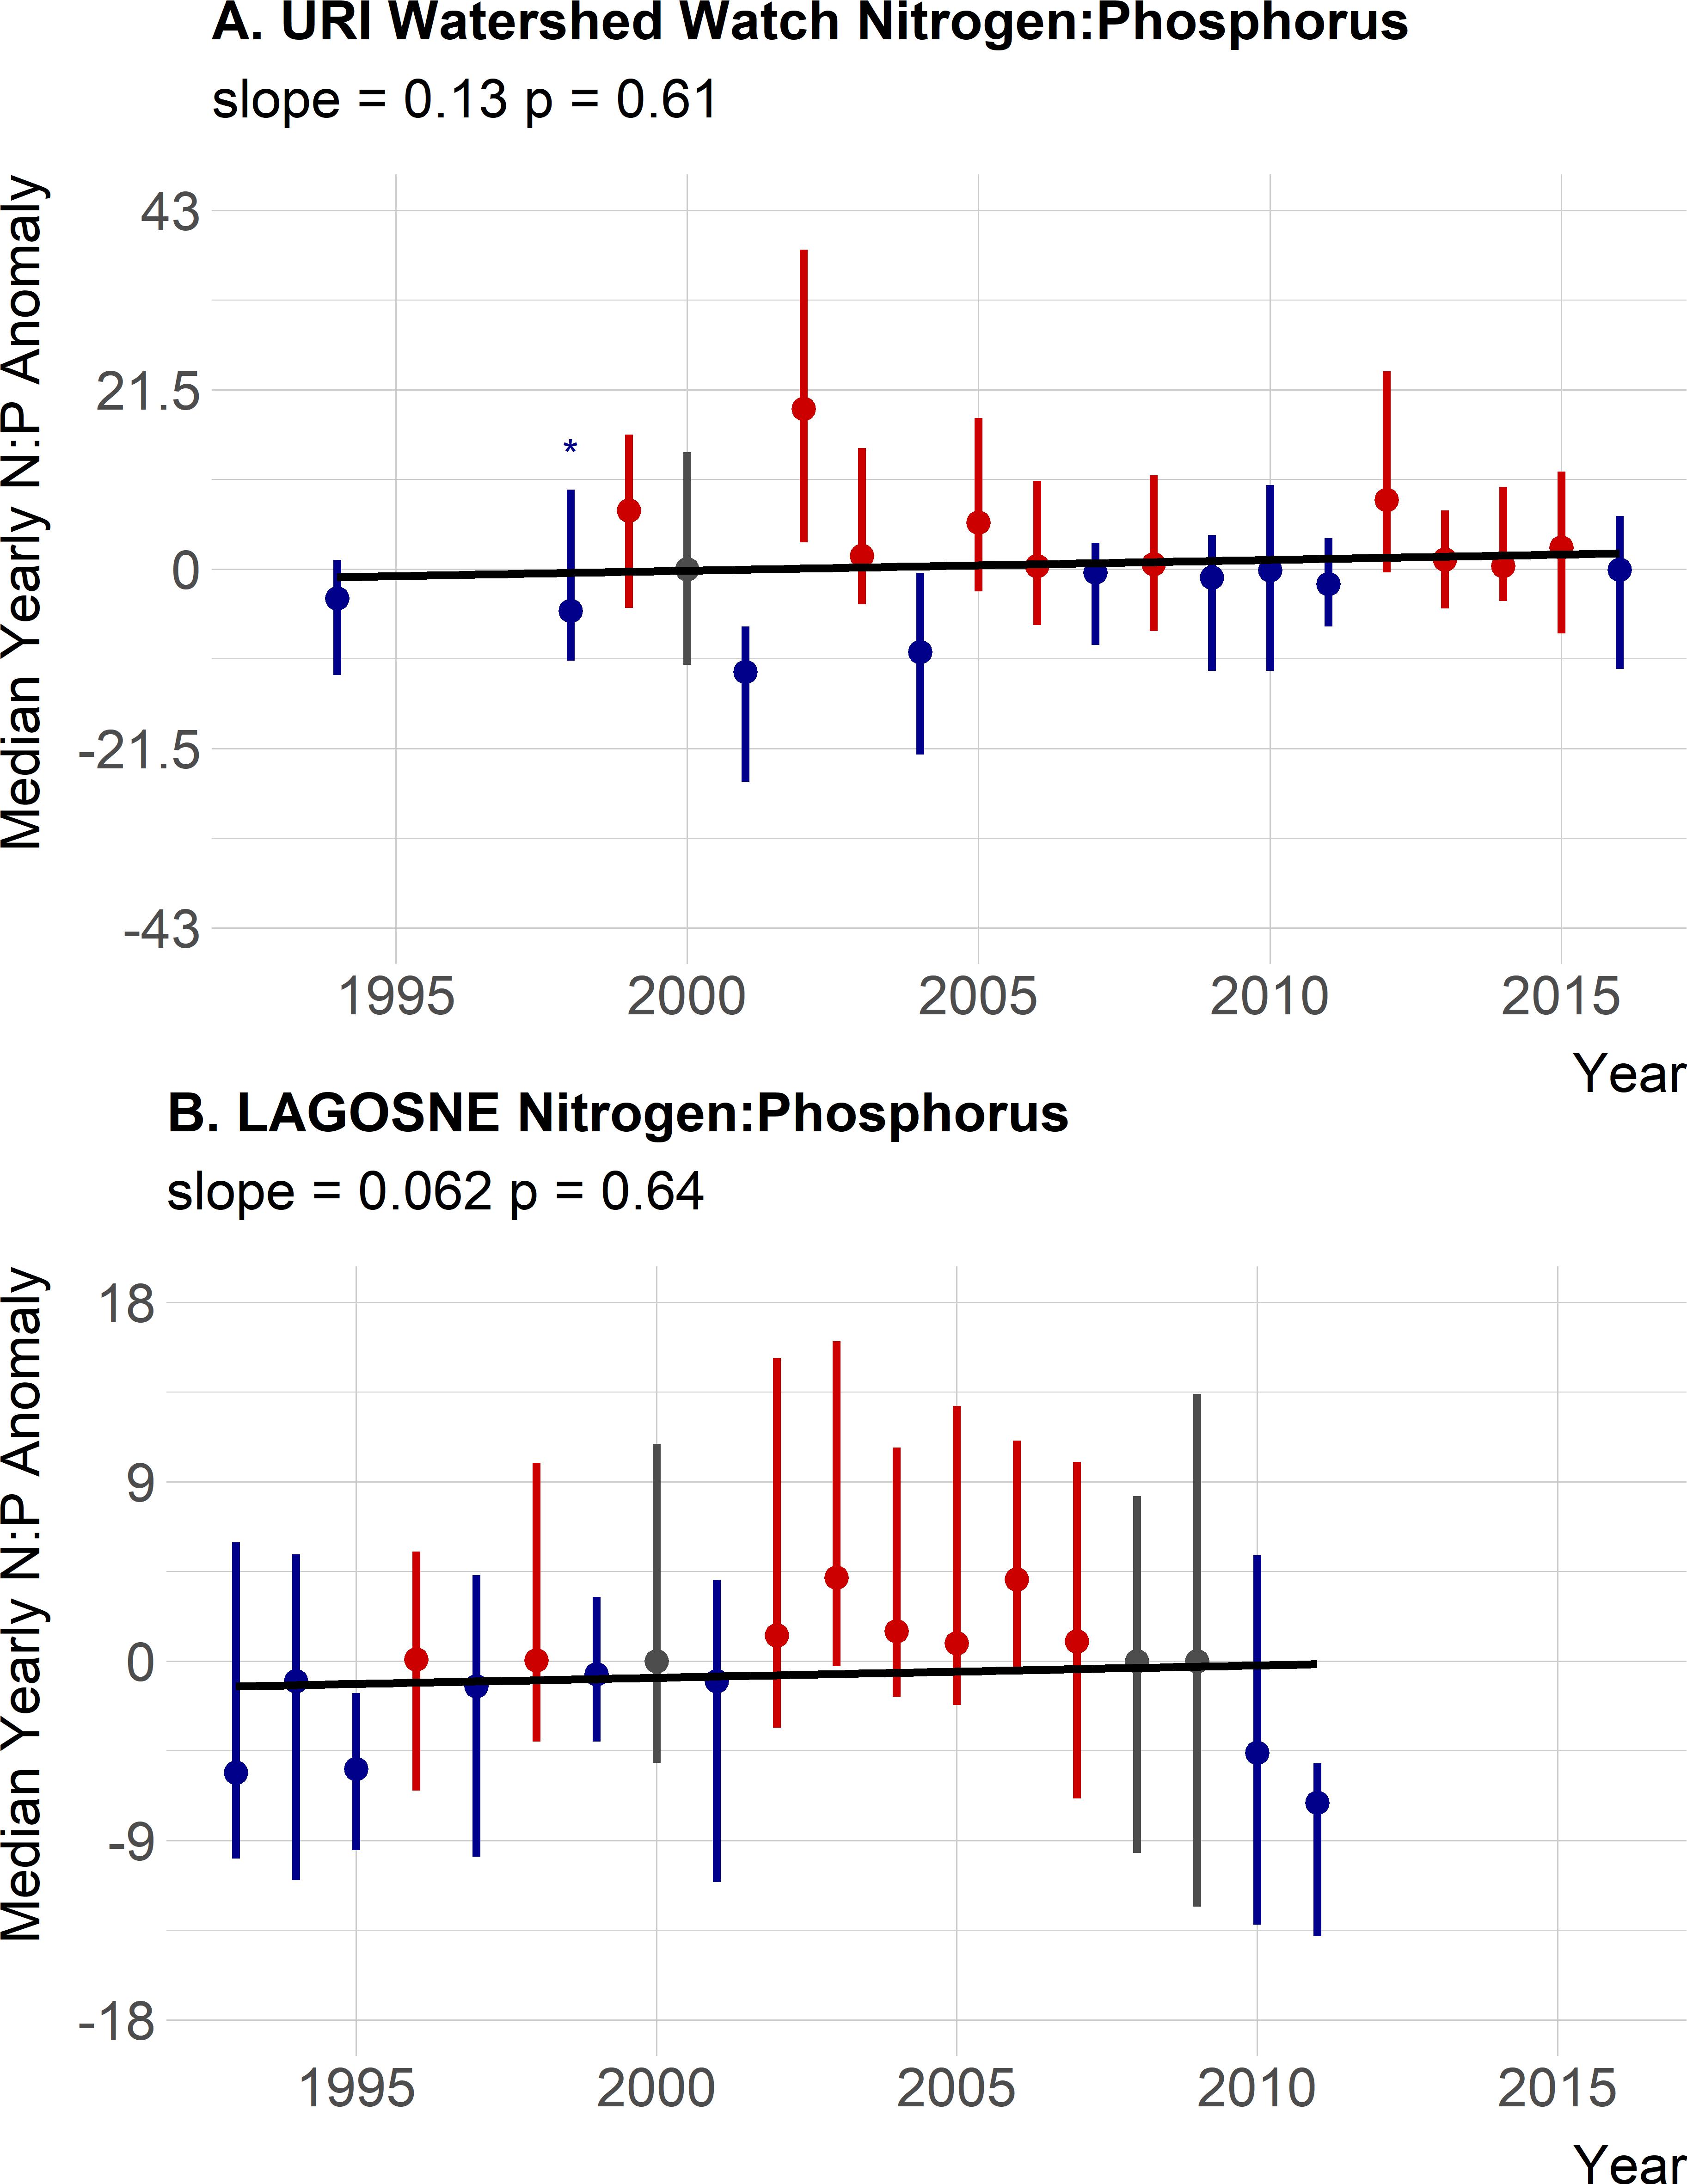 A. URI Watershed Watch Nitrogen:Phosphorus
slope = 0.13 p = 0.61
Median Yearly N:P Anomaly
43
21.5
0
-21.5
-43
*
1995 2000 2005 2010 2015
Year
B. LAGOSNE Nitrogen:Phosphorus
slope = 0.062 p = 0.64
Median Yearly N:P Anomaly
18
9
0
-9
-18
1995 2000 2005 2010 2015
Year